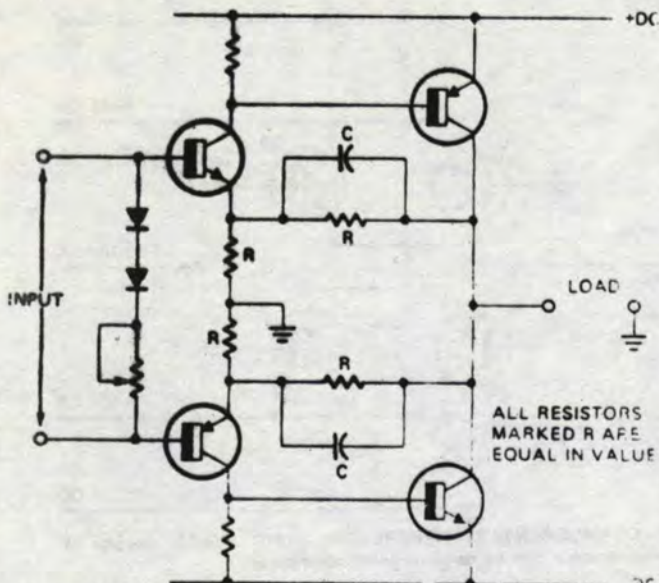 +DC
C
R
R
INPUT
LOAD
R
R
C
ALL RESISTORS
MARKED R ARE
EQUAL IN VALUE